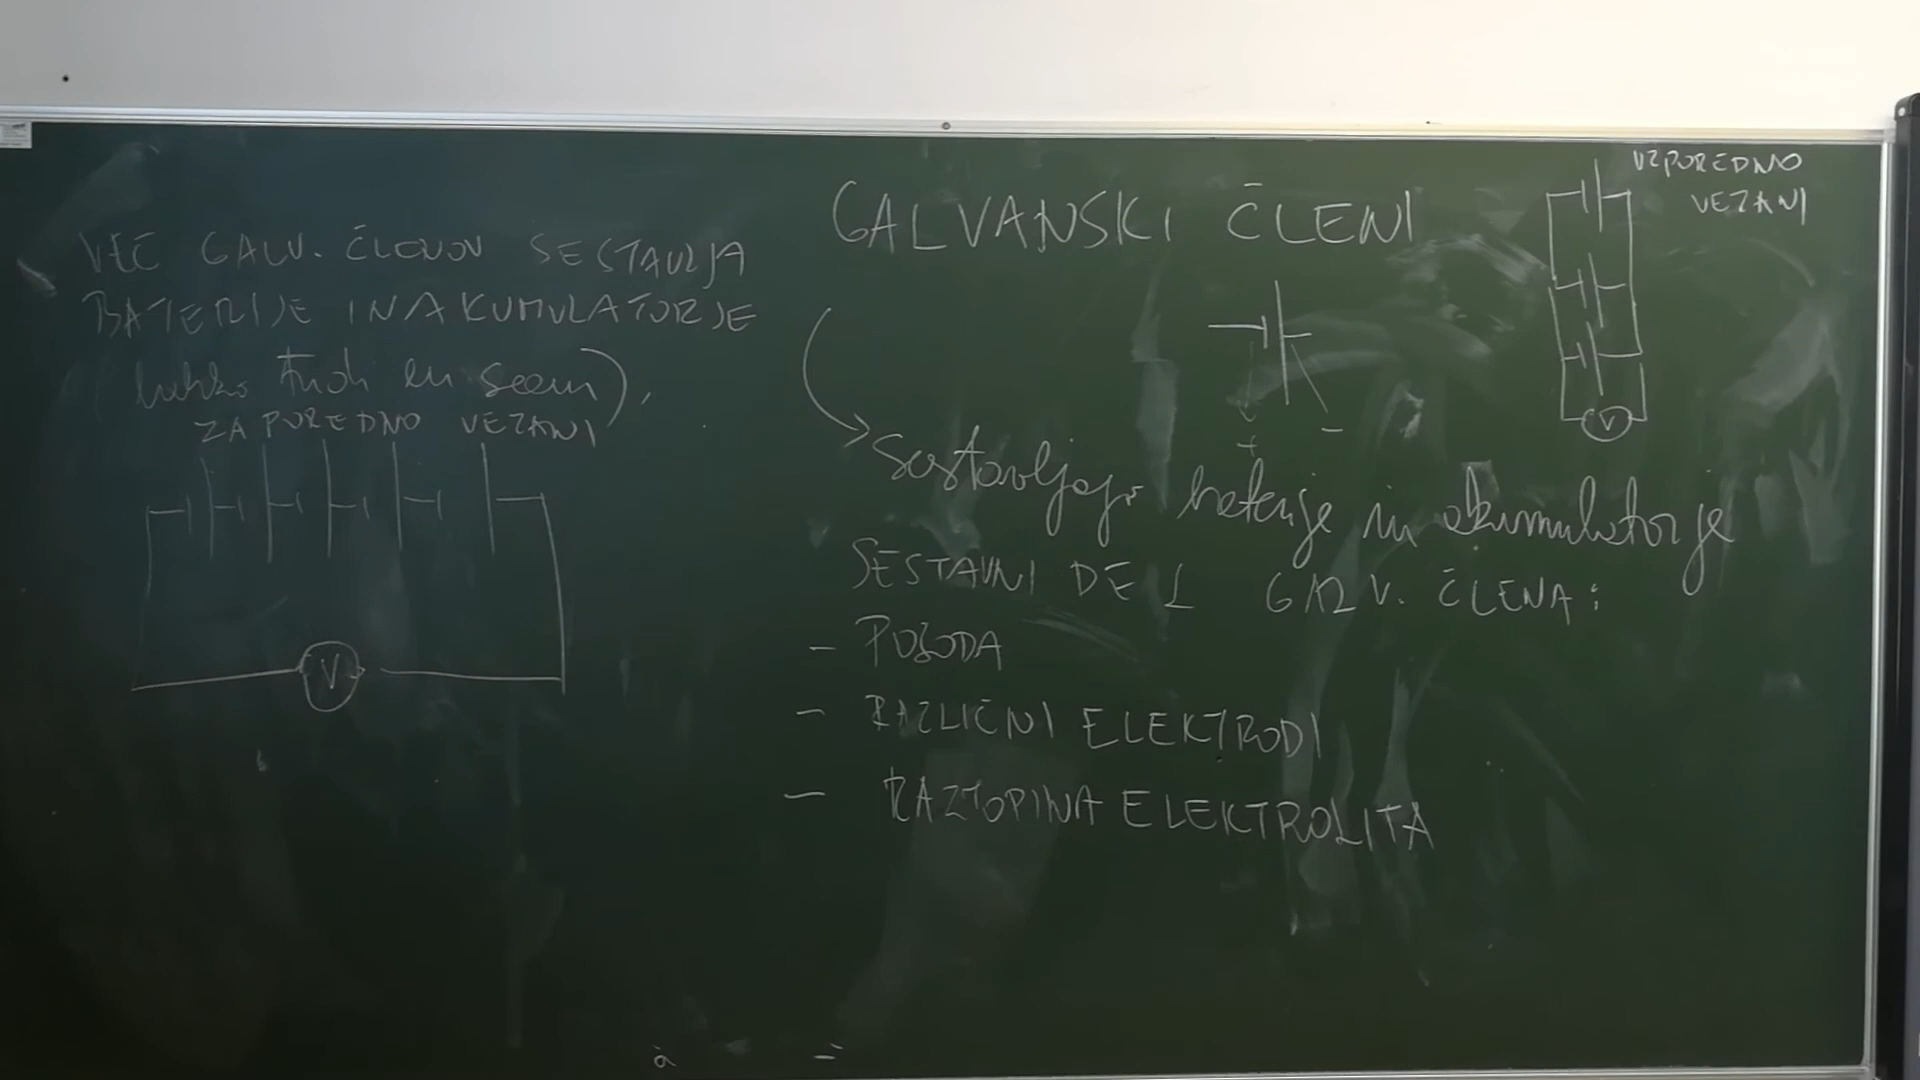 VEČ GALV. ČLENOV SESTAVLJA
BATERIJE IN AKUMULATORJE
(lahko tudi en sam).
ZAPOREDNO VEZANI
V
GALVANSKI ČLENI
+
−
VZPOREDNO
VEZANI
V
sestavljajo baterije in akumulatorje
SESTAVNI DELI GALV. ČLENA:
- POSODA
- RAZLIČNI ELEKTRODI
- RAZTOPINA ELEKTROLITA